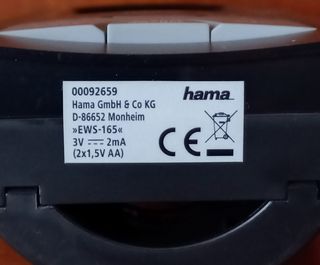 00092659
hama
Hama GmbH & Co KG
D-86652 Monheim
»EWS-165«
3V ⎓ 2mA
(2x1,5V AA)
CE